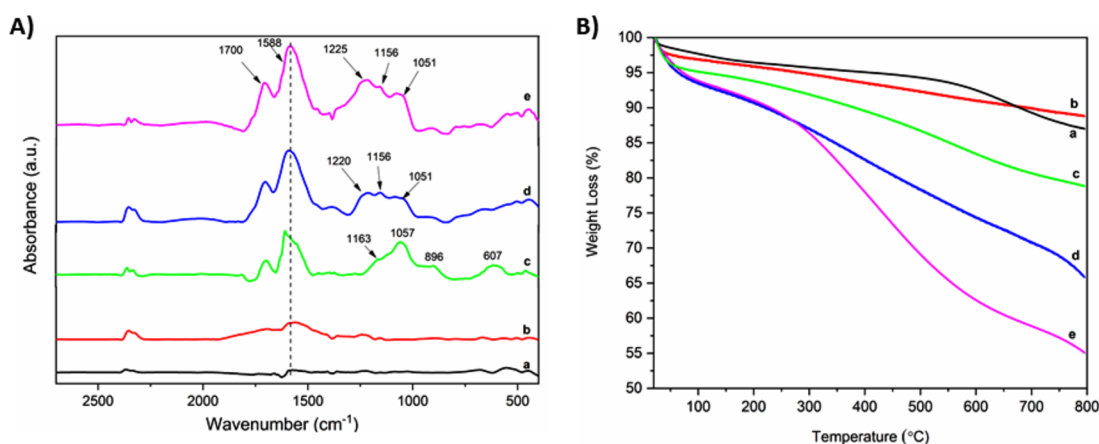 A)
1700
1588
1225
1156
1051
e
1220
1156
1051
d
1163
1057
896
607
c
b
a
Absorbance (a.u.)
2500 2000 1500 1000 500
Wavenumber (cm⁻¹)
B)
100
95
90
85
80
75
70
65
60
55
50
Weight Loss (%)
b
a
c
d
e
100 200 300 400 500 600 700 800
Temperature (°C)